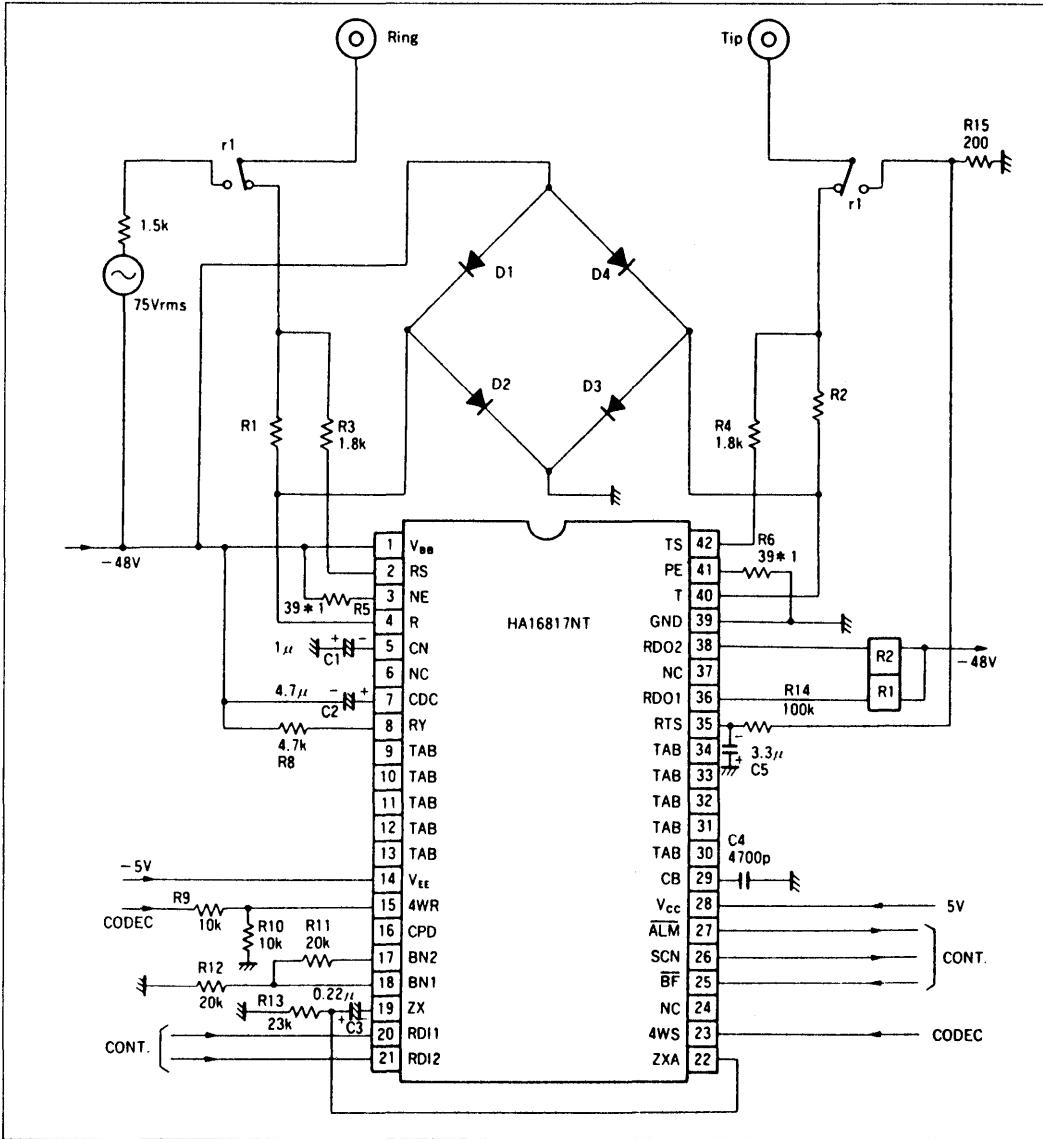 Ring
Tip
r1
R15
200
r1
1.5k
75Vrms
D1
D4
D2
D3
R1
R3
1.8k
R4
1.8k
R2
-48V
1 VBB
2 RS
3 NE
4 R
5 CN
6 NC
7 CDC
8 RY
9 TAB
10 TAB
11 TAB
12 TAB
13 TAB
14 VEE
15 4WR
16 CPD
17 BN2
18 BN1
19 ZX
20 RDI1
21 RDI2
HA16817NT
TS 42
PE 41
T 40
GND 39
RDO2 38
NC 37
RDO1 36
RTS 35
TAB 34
TAB 33
TAB 32
TAB 31
TAB 30
CB 29
VCC 28
ALM 27
SCN 26
BF 25
NC 24
4WS 23
ZXA 22
39*1 R5
1μ + -
C1
4.7μ - +
C2
4.7k
R8
-5V
R9
10k
CODEC
R10
10k
R11
20k
R12
20k
R13
23k
0.22μ
+
C3
CONT.
R6
39*1
R2
R1
-48V
R14
100k
-
+
3.3μ
C5
C4
4700p
5V
CONT.
CODEC